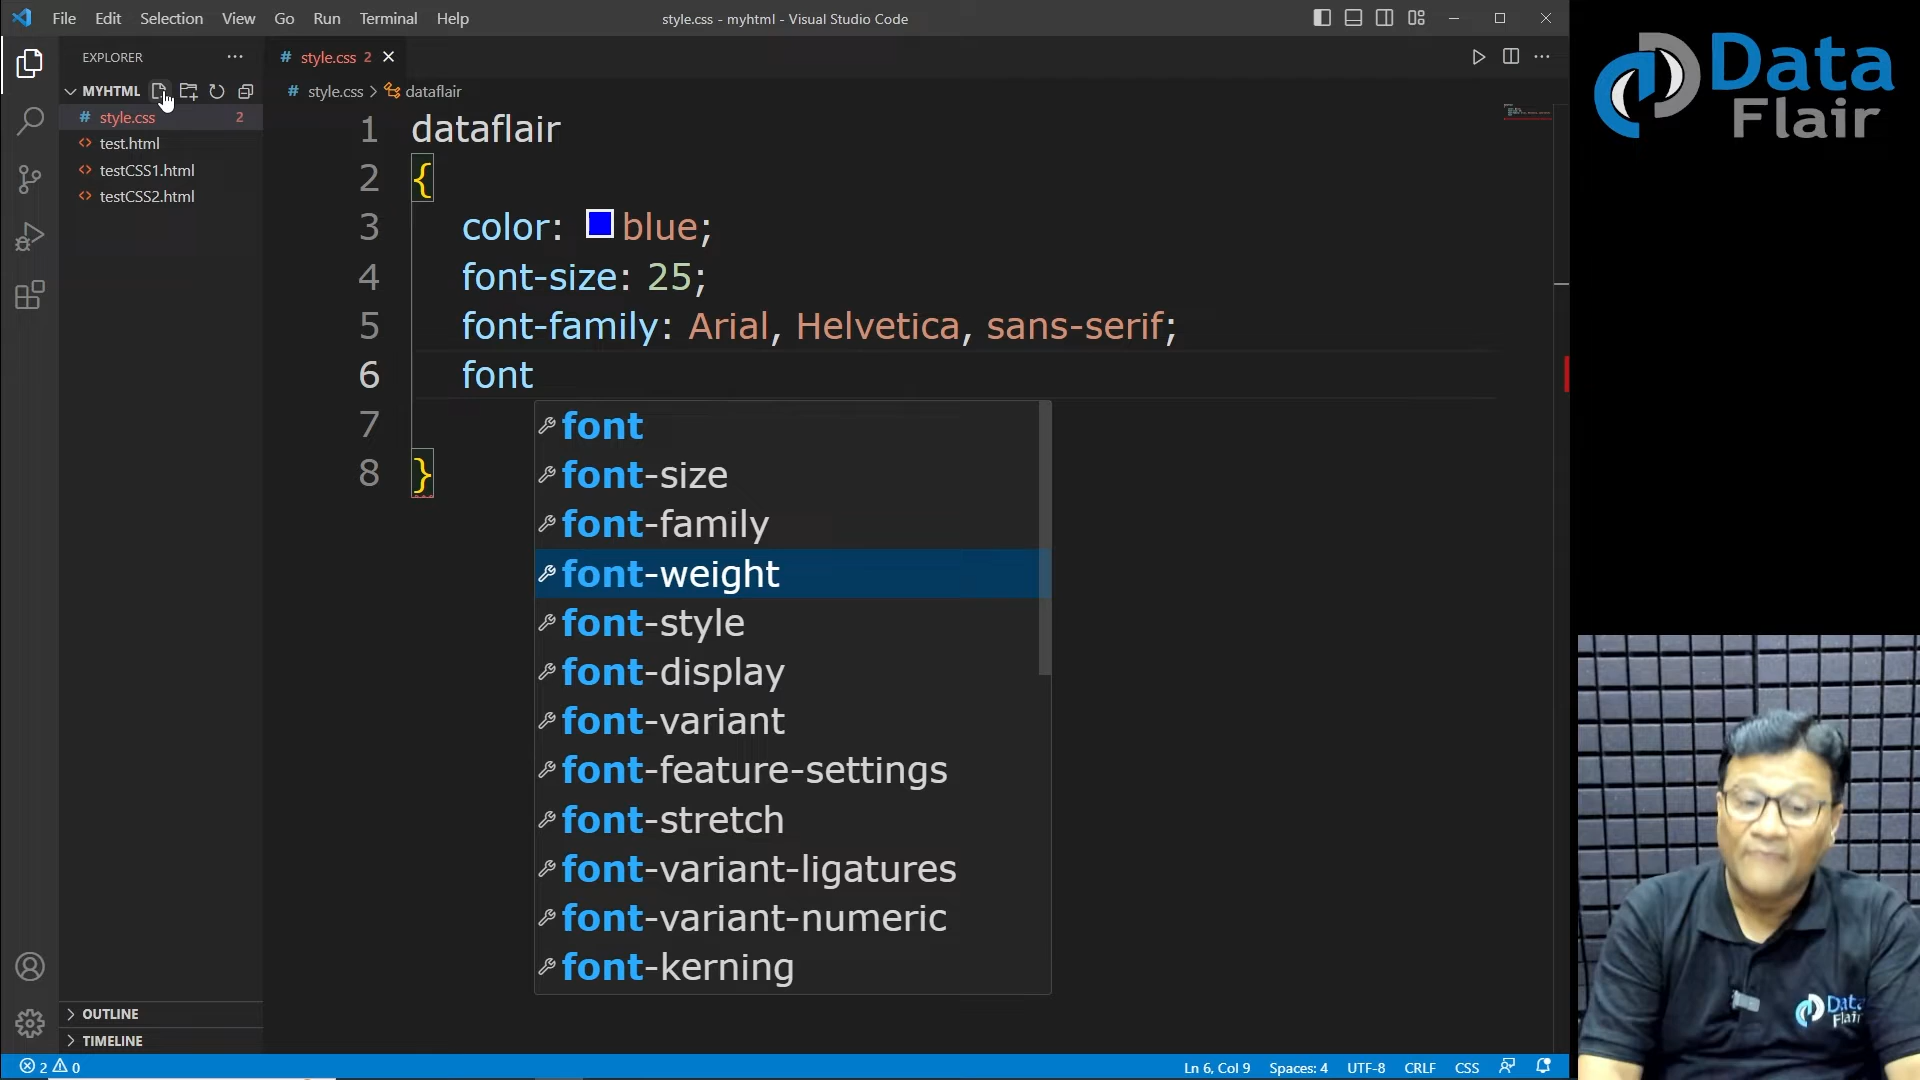 File Edit Selection View Go Run Terminal Help
style.css - myhtml - Visual Studio Code
EXPLORER
MYHTML
# style.css 2
test.html
testCSS1.html
testCSS2.html
OUTLINE
TIMELINE
# style.css 2
# style.css > dataflair
1 dataflair
2 {
3 color: blue;
4 font-size: 25;
5 font-family: Arial, Helvetica, sans-serif;
6 font
7
8 }
font
font-size
font-family
font-weight
font-style
font-display
font-variant
font-feature-settings
font-stretch
font-variant-ligatures
font-variant-numeric
font-kerning
2 0
Ln 6, Col 9 Spaces: 4 UTF-8 CRLF CSS
Data
Flair
Data
Flair